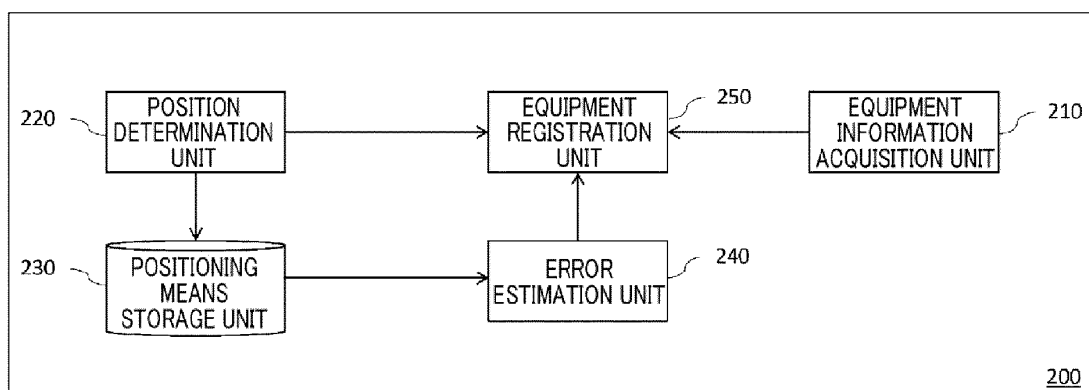 220
POSITION
DETERMINATION
UNIT
EQUIPMENT
REGISTRATION
UNIT
250
EQUIPMENT
INFORMATION
ACQUISITION UNIT
210
230
POSITIONING
MEANS
STORAGE UNIT
ERROR
ESTIMATION UNIT
240
200